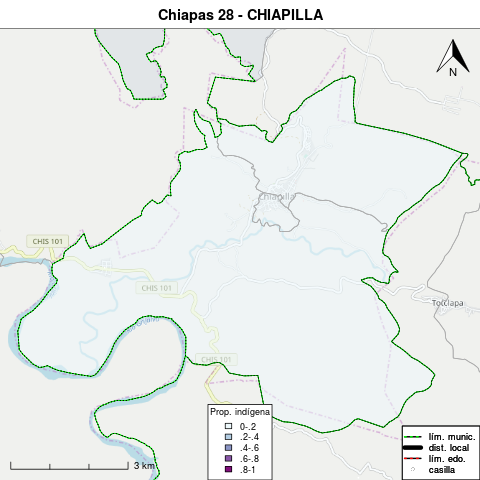 Chiapas 28 - CHIAPILLA
N
Chiapilla
CHIS 101
CHIS 101
CHIS 101
Prop. indígena
0-.2
.2-.4
.4-.6
.6-.8
.8-1
3 km
lím. munic.
dist. local
lím. edo.
casilla